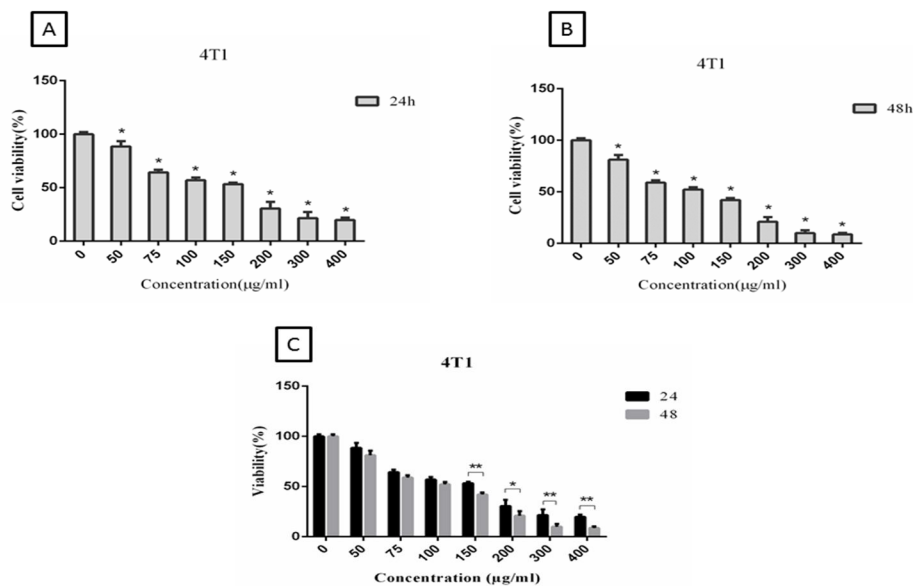 A
4T1
24h
Cell viability(%)
150
100
50
0
* * * * * * *
0 50 75 100 150 200 300 400
Concentration(µg/ml)
B
4T1
48h
Cell viability(%)
150
100
50
0
* * * * * * *
0 50 75 100 150 200 300 400
Concentration(µg/ml)
C
4T1
24
48
Viability(%)
150
100
50
0
** * ** **
0 50 75 100 150 200 300 400
Concentration (µg/ml)